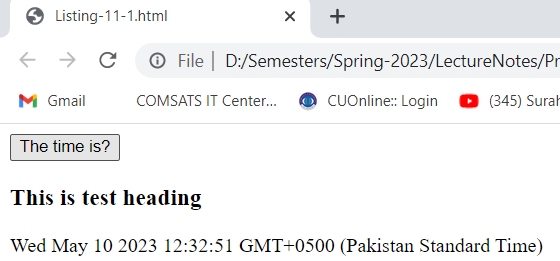 Listing-11-1.html
File | D:/Semesters/Spring-2023/LectureNotes/Pr
Gmail COMSATS IT Center... CUOnline:: Login (345) Surah
The time is?
This is test heading
Wed May 10 2023 12:32:51 GMT+0500 (Pakistan Standard Time)